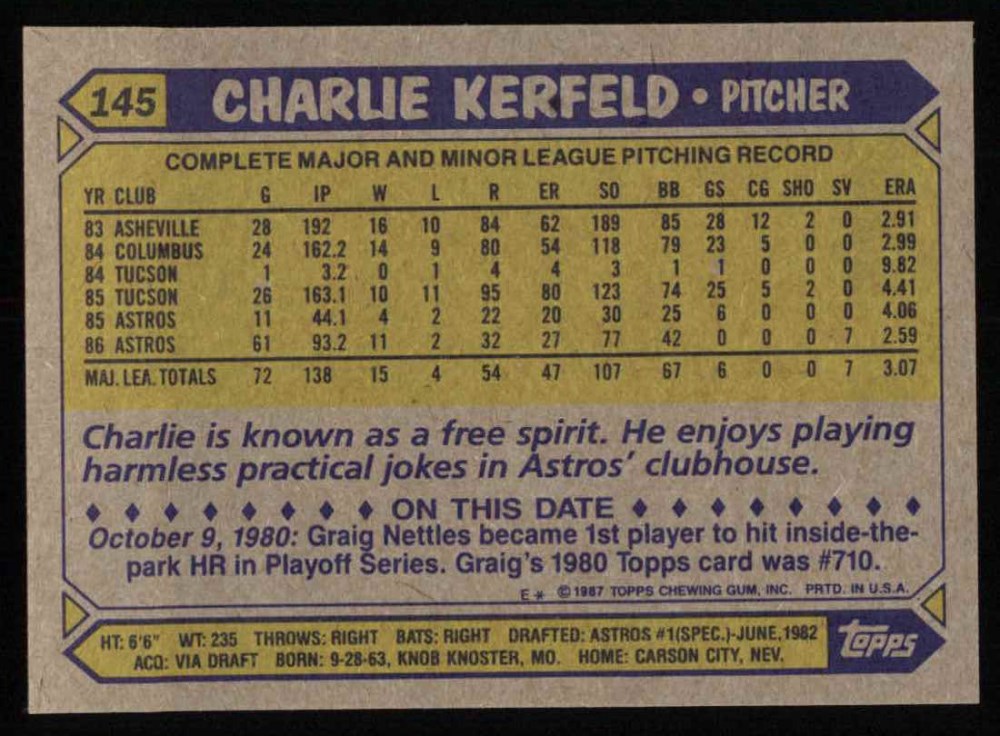 145 CHARLIE KERFELD • PITCHER
COMPLETE MAJOR AND MINOR LEAGUE PITCHING RECORD
YR CLUB G IP W L R ER SO BB GS CG SHO SV ERA
83 ASHEVILLE 28 192 16 10 84 62 189 85 28 12 2 0 2.91
84 COLUMBUS 24 162.2 14 9 80 54 118 79 23 5 0 0 2.99
84 TUCSON 1 3.2 0 1 4 4 3 1 1 0 0 0 9.82
85 TUCSON 26 163.1 10 11 95 80 123 74 25 5 2 0 4.41
85 ASTROS 11 44.1 4 2 22 20 30 25 6 0 0 0 4.06
86 ASTROS 61 93.2 11 2 32 27 77 42 0 0 0 7 2.59
MAJ. LEA. TOTALS 72 138 15 4 54 47 107 67 6 0 0 7 3.07
Charlie is known as a free spirit. He enjoys playing
harmless practical jokes in Astros' clubhouse.
♦ ♦ ♦ ♦ ♦ ♦ ♦ ♦ ON THIS DATE ♦ ♦ ♦ ♦ ♦ ♦ ♦ ♦
October 9, 1980: Graig Nettles became 1st player to hit inside-the-
park HR in Playoff Series. Graig's 1980 Topps card was #710.
E* ©1987 TOPPS CHEWING GUM, INC. PRTD. IN U.S.A.
HT: 6'6" WT: 235 THROWS: RIGHT BATS: RIGHT DRAFTED: ASTROS #1(SPEC.)-JUNE,1982
ACQ: VIA DRAFT BORN: 9-28-63, KNOB KNOSTER, MO. HOME: CARSON CITY, NEV.
Topps